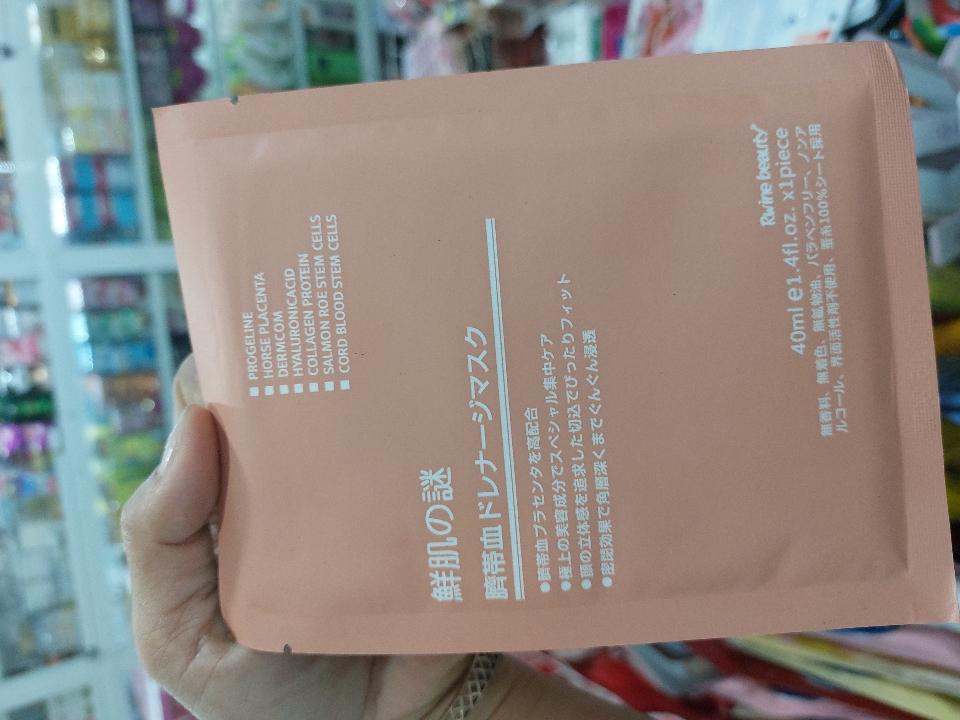 PROGELINE
HORSE PLACENTA
DERMCOM
HYALURONICACID
COLLAGEN PROTEIN
SALMON ROE STEM CELLS
CORD BLOOD STEM CELLS
鮮肌の謎
臍帯血ドレナージマスク
●臍帯血プラセンタを高配合
●極上の美容成分でスペシャル集中ケア
●顔の立体感を追求した切込でぴったりフィット
●密閉効果で角層深くまでぐんぐん浸透
Rwine beauty
40ml e1.4fl.oz. x1piece
無香料、無着色、無鉱物油、パラベンフリー、ノンア
ルコール、界面活性剤不使用、蚕糸100%シート採用